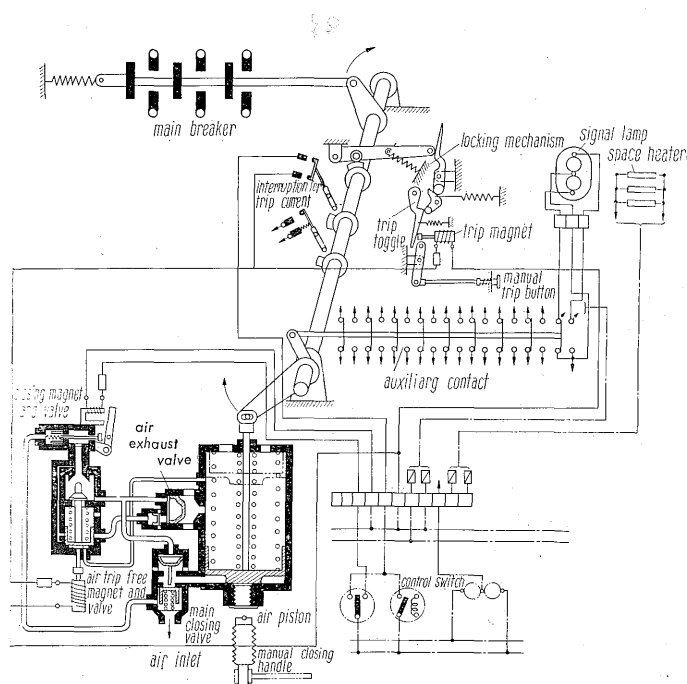 main breaker
locking mechanism
signal lamp
space heater
interruption for
trip current
trip
toggle
trip magnet
manual
trip button
auxiliarg contact
closing magnet
and valve
air
exhaust
valve
air trip free
magnet and
valve
main
closing
valve
air inlet
air piston
manual closing
handle
control switch